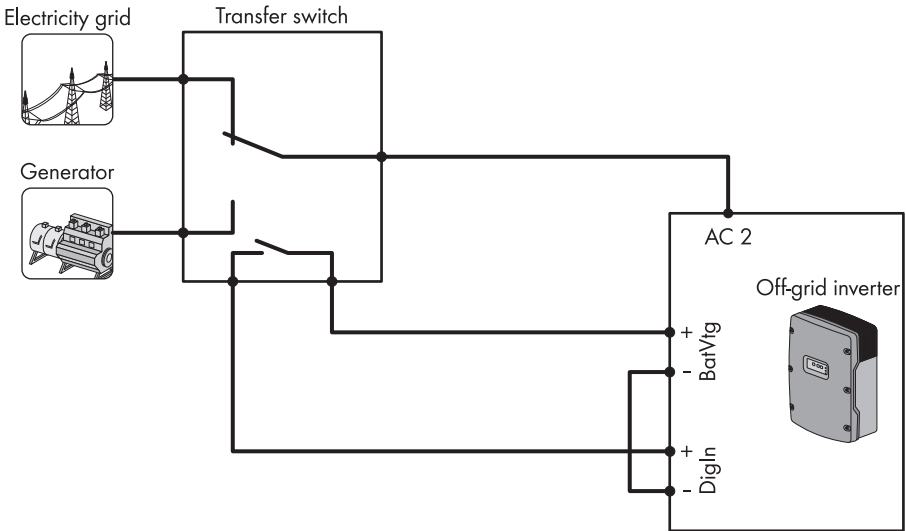 Electricity grid
Transfer switch
Generator
AC 2
Off-grid inverter
+
BatVtg
-
+
DigIn
-